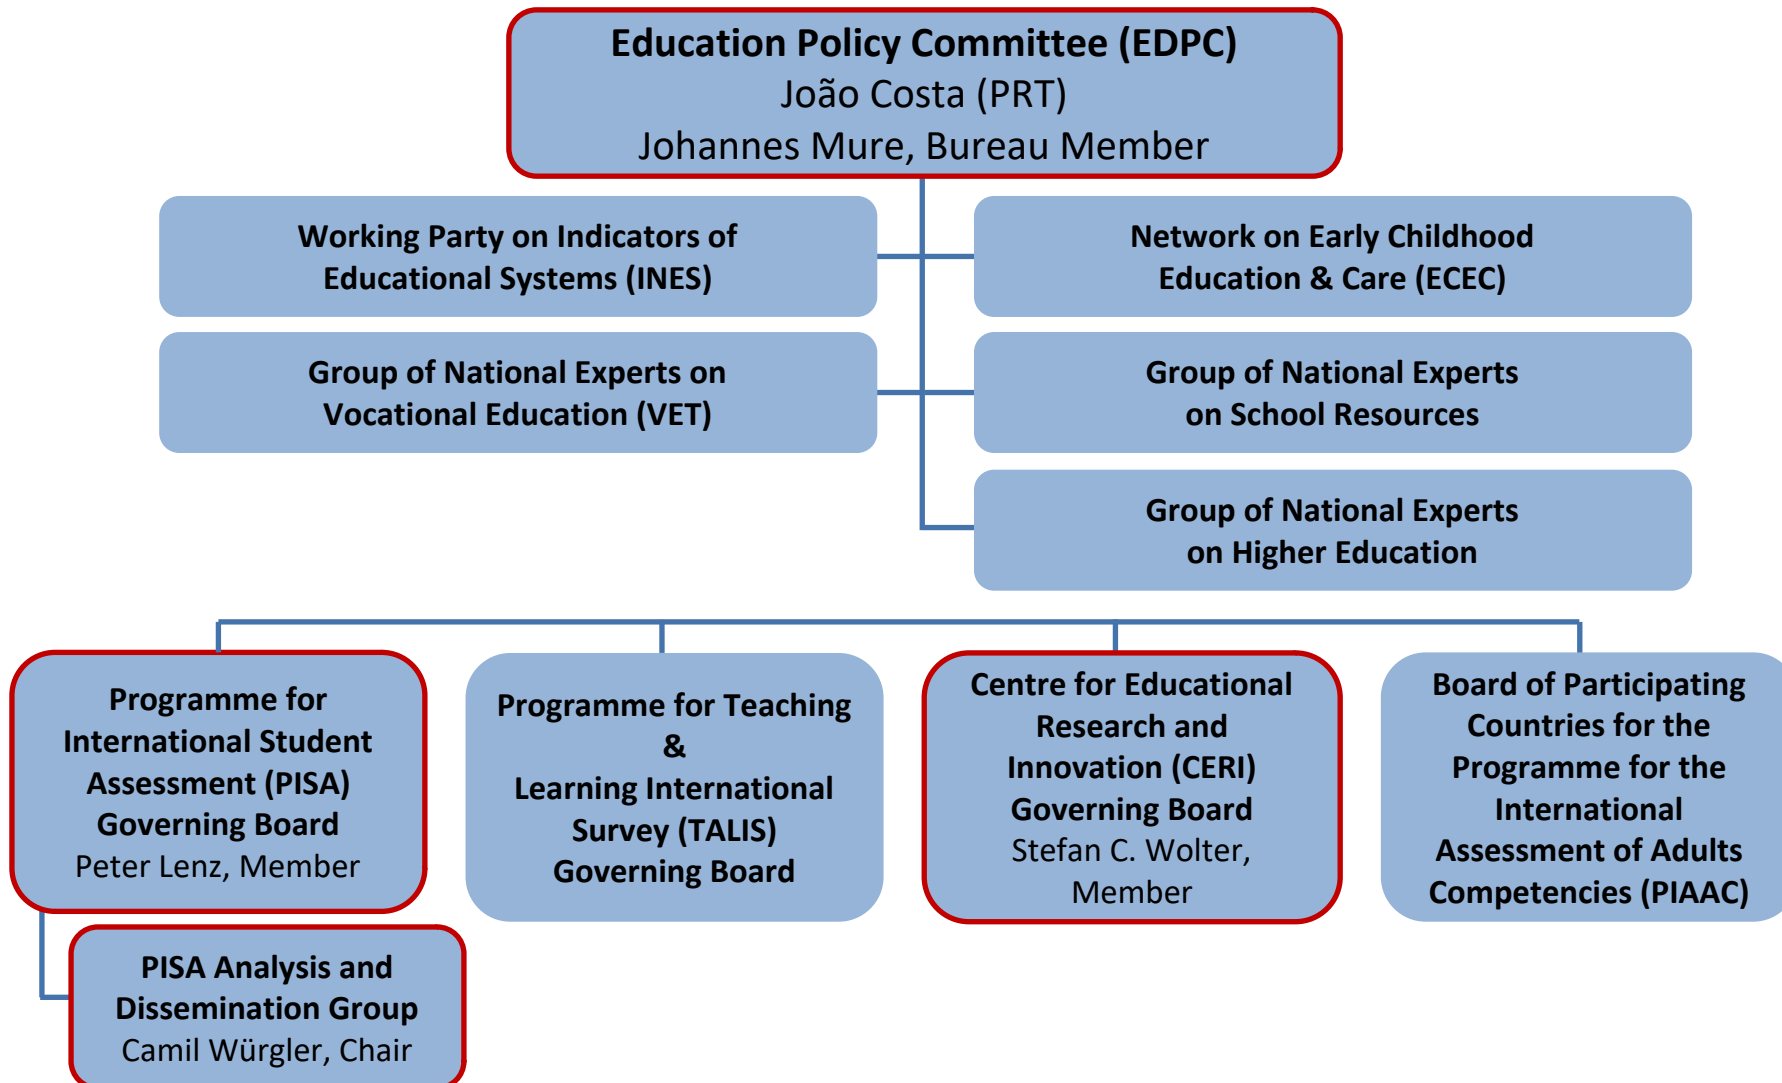 Education Policy Committee (EDPC)
João Costa (PRT)
Johannes Mure, Bureau Member
Working Party on Indicators of
Educational Systems (INES)
Network on Early Childhood
Education & Care (ECEC)
Group of National Experts on
Vocational Education (VET)
Group of National Experts
on School Resources
Group of National Experts
on Higher Education
Programme for
International Student
Assessment (PISA)
Governing Board
Peter Lenz, Member
Programme for Teaching
&
Learning International
Survey (TALIS)
Governing Board
Centre for Educational
Research and
Innovation (CERI)
Governing Board
Stefan C. Wolter,
Member
Board of Participating
Countries for the
Programme for the
International
Assessment of Adults
Competencies (PIAAC)
PISA Analysis and
Dissemination Group
Camil Würgler, Chair